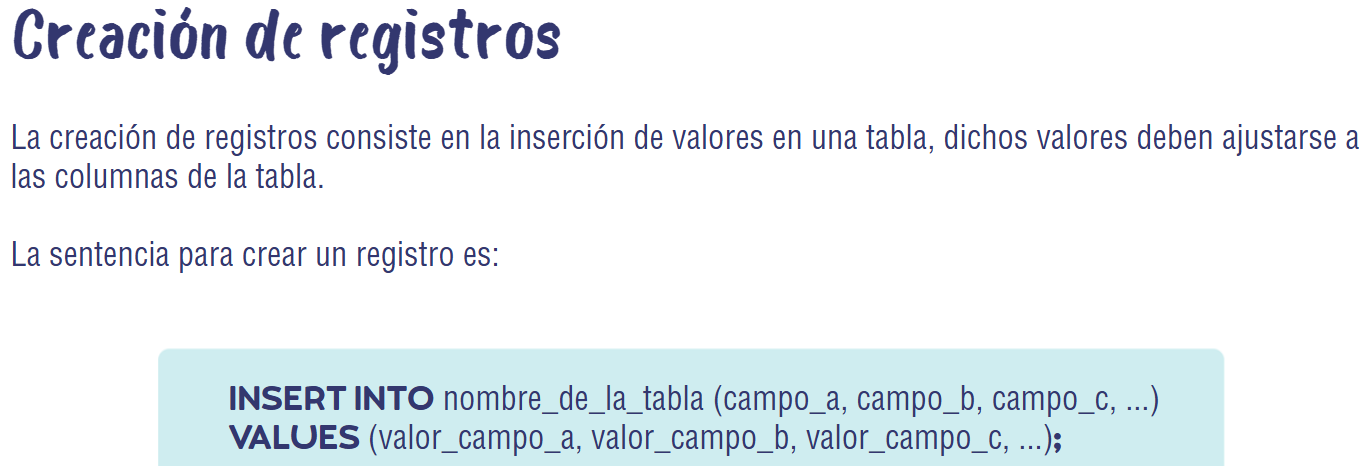 Creación de registros
La creación de registros consiste en la inserción de valores en una tabla, dichos valores deben ajustarse a
las columnas de la tabla.
La sentencia para crear un registro es:
INSERT INTO nombre_de_la_tabla (campo_a, campo_b, campo_c, ...)
VALUES (valor_campo_a, valor_campo_b, valor_campo_c, ...);